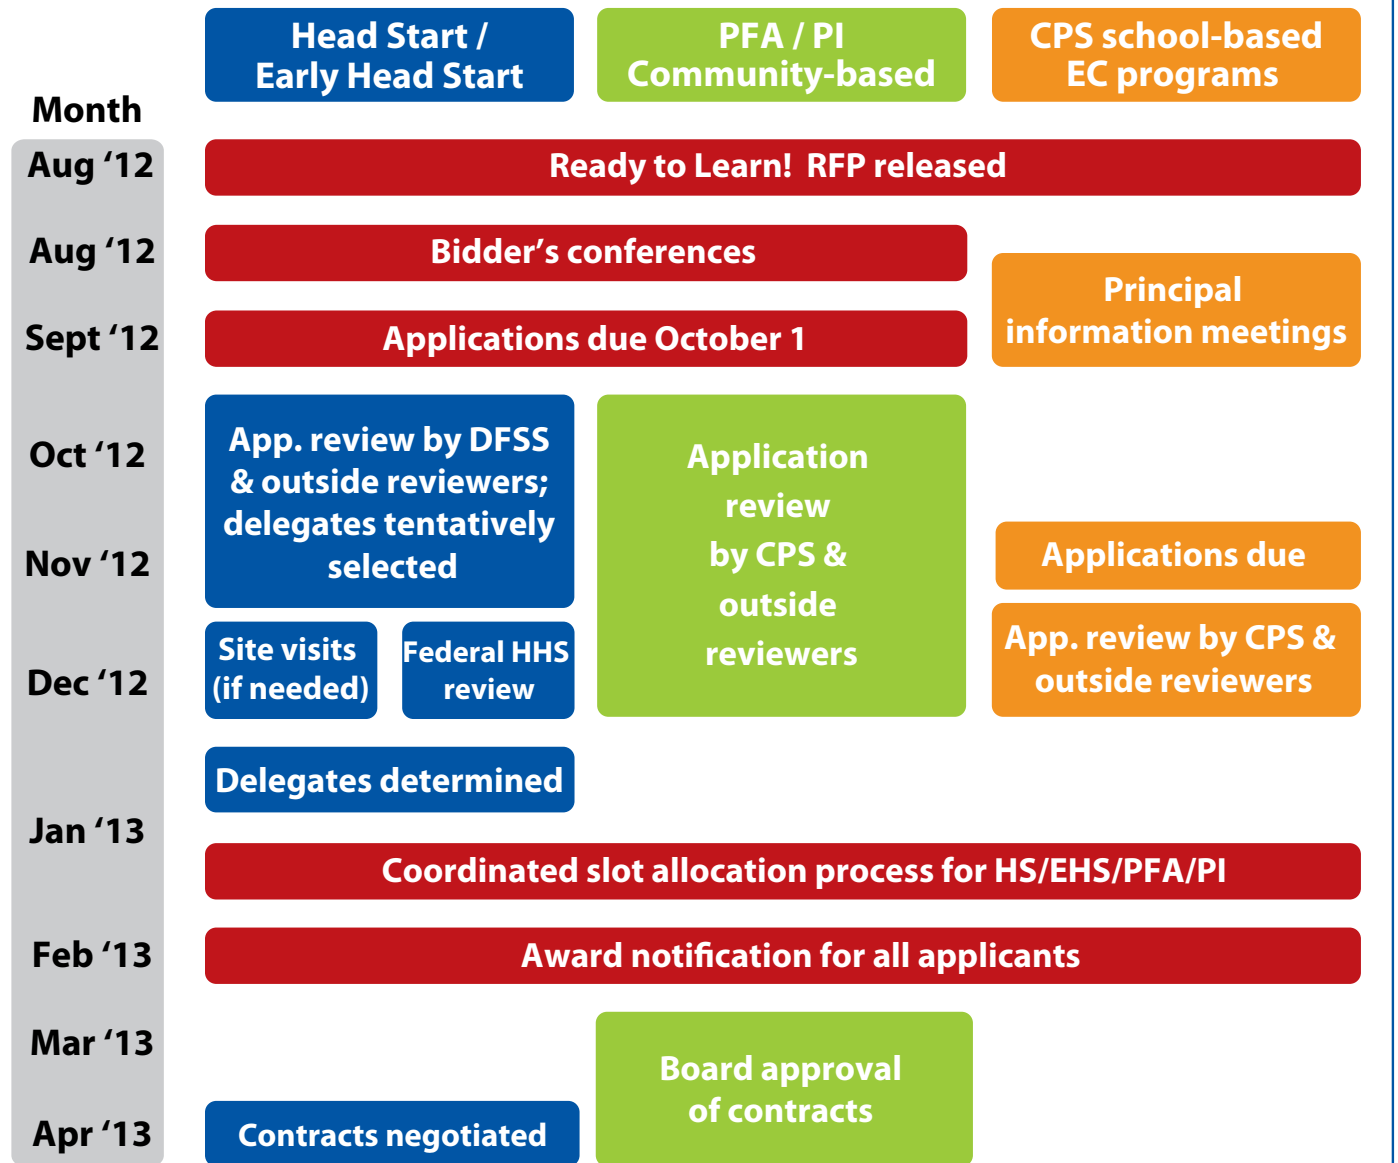 Head Start /
Early Head Start
PFA / PI
Community-based
CPS school-based
EC programs
Month
Aug ‘12
Ready to Learn!  RFP released
Aug ‘12
Bidder’s conferences
Principal
information meetings
Sept ‘12
Applications due October 1
Oct ‘12
App. review by DFSS
& outside reviewers;
delegates tentatively
selected
Application
review
by CPS &
outside
reviewers
Nov ‘12
Applications due
Dec ‘12
Site visits
(if needed)
Federal HHS
review
App. review by CPS &
outside reviewers
Delegates determined
Jan ‘13
Coordinated slot allocation process for HS/EHS/PFA/PI
Feb ‘13
Award notification for all applicants
Mar ‘13
Board approval
of contracts
Apr ‘13
Contracts negotiated